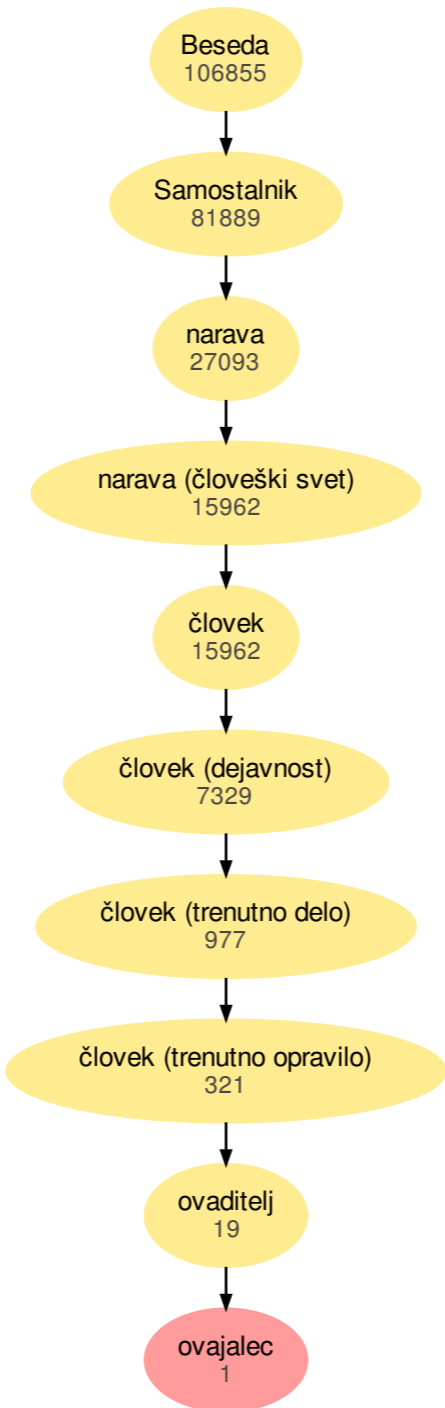 Beseda
106855
Samostalnik
81889
narava
27093
narava (človeški svet)
15962
človek
15962
človek (dejavnost)
7329
človek (trenutno delo)
977
človek (trenutno opravilo)
321
ovaditelj
19
ovajalec
1